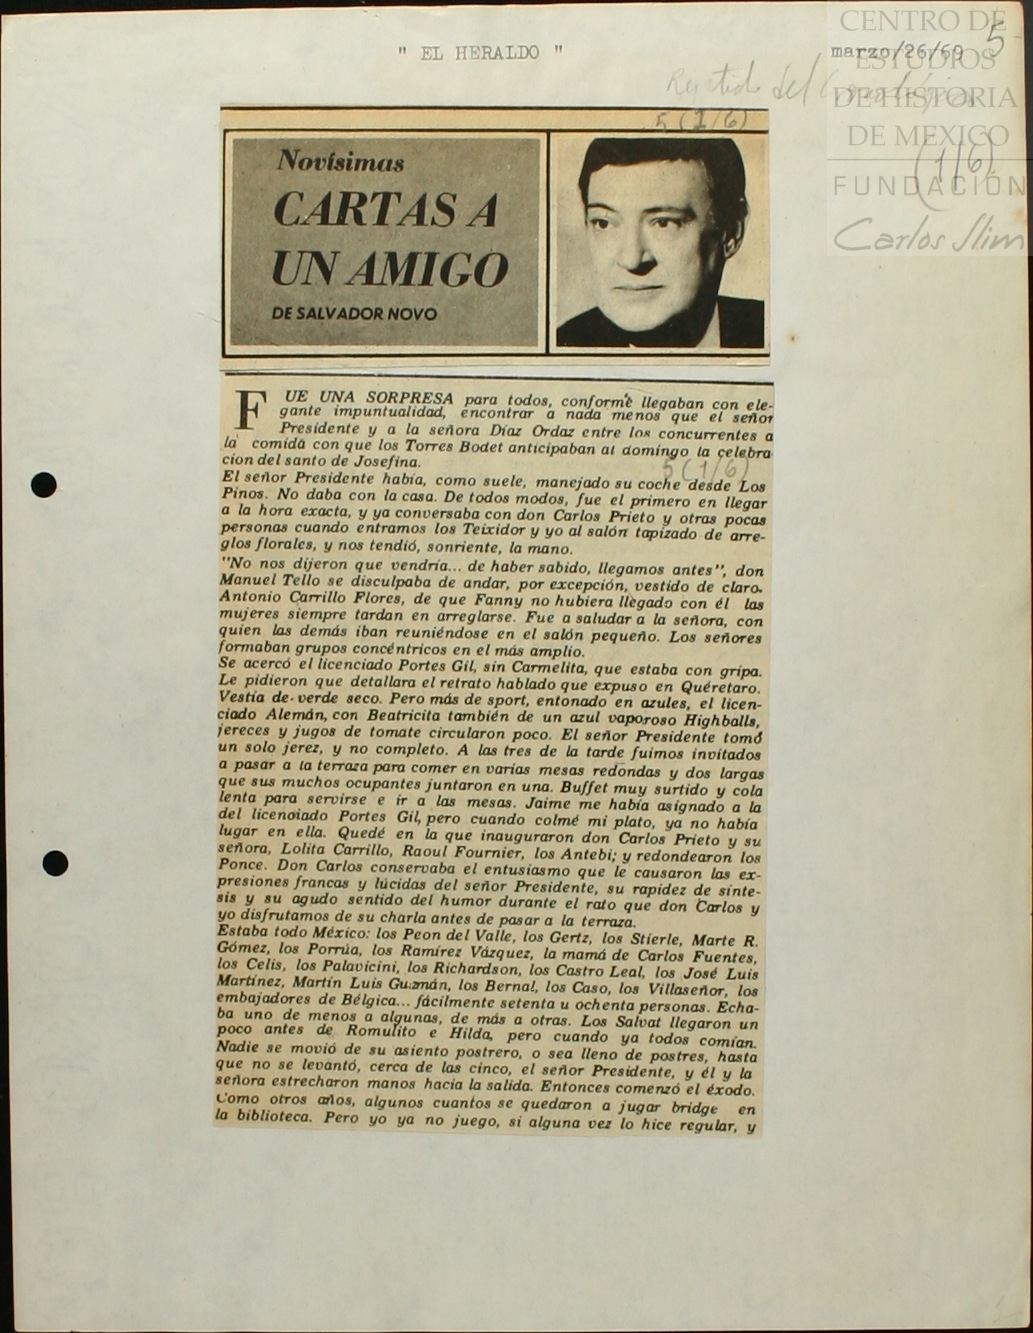 " EL HERALDO "
marzo/26/69
5
CENTRO DE
ESTUDIOS
DE HISTORIA
DE MEXICO
FUNDACIÓN
Carlos Slim
(1/6)
5 (1/6)
Novísimas
CARTAS A
UN AMIGO
DE SALVADOR NOVO
FUE UNA SORPRESA para todos, conforme llegaban con ele-
gante impuntualidad, encontrar a nada menos que el señor
Presidente y a la señora Díaz Ordaz entre los concurrentes a
la comida con que los Torres Bodet anticipaban al domingo la celebra
cion del santo de Josefina.
5 (1/6)
El señor Presidente había, como suele, manejado su coche desde Los
Pinos. No daba con la casa. De todos modos, fue el primero en llegar
a la hora exacta, y ya conversaba con don Carlos Prieto y otras pocas
personas cuando entramos los Teixidor y yo al salón tapizado de arre-
glos florales, y nos tendió, sonriente, la mano.
"No nos dijeron que vendría... de haber sabido, llegamos antes", don
Manuel Tello se disculpaba de andar, por excepción, vestido de claro.
Antonio Carrillo Flores, de que Fanny no hubiera llegado con él las
mujeres siempre tardan en arreglarse. Fue a saludar a la señora, con
quien las demás iban reuniéndose en el salón pequeño. Los señores
formaban grupos concéntricos en el más amplio.
Se acercó el licenciado Portes Gil, sin Carmelita, que estaba con gripa.
Le pidieron que detallara el retrato hablado que expuso en Quéretaro.
Vestía de verde seco. Pero más de sport, entonado en azules, el licen-
ciado Alemán, con Beatricita también de un azul vaporoso Highballs,
jereces y jugos de tomate circularon poco. El señor Presidente tomó
un solo jerez, y no completo. A las tres de la tarde fuimos invitados
a pasar a la terraza para comer en varias mesas redondas y dos largas
que sus muchos ocupantes juntaron en una. Buffet muy surtido y cola
lenta para servirse e ir a las mesas. Jaime me había asignado a la
del licenciado Portes Gil, pero cuando colmé mi plato, ya no había
lugar en ella. Quedé en la que inauguraron don Carlos Prieto y su
señora, Lolita Carrillo, Raoul Fournier, los Antebi; y redondearon los
Ponce. Don Carlos conservaba el entusiasmo que le causaron las ex-
presiones francas y lúcidas del señor Presidente, su rapidez de sínte-
sis y su agudo sentido del humor durante el rato que don Carlos y
yo disfrutamos de su charla antes de pasar a la terraza.
Estaba todo México: los Peon del Valle, los Gertz, los Stierle, Marte R.
Gómez, los Porrúa, los Ramírez Vázquez, la mamá de Carlos Fuentes,
los Celis, los Palavicini, los Richardson, los Castro Leal, los José Luis
Martínez, Martín Luis Guzmán, los Bernal, los Caso, los Villaseñor, los
embajadores de Bélgica... fácilmente setenta u ochenta personas. Echa-
ba uno de menos a algunas, de más a otras. Los Salvat llegaron un
poco antes de Romulito e Hilda, pero cuando ya todos comían.
Nadie se movió de su asiento postrero, o sea lleno de postres, hasta
que no se levantó, cerca de las cinco, el señor Presidente, y él y la
señora estrecharon manos hacia la salida. Entonces comenzó el éxodo.
Como otros años, algunos cuantos se quedaron a jugar bridge en
la biblioteca. Pero yo ya no juego, si alguna vez lo hice regular, y